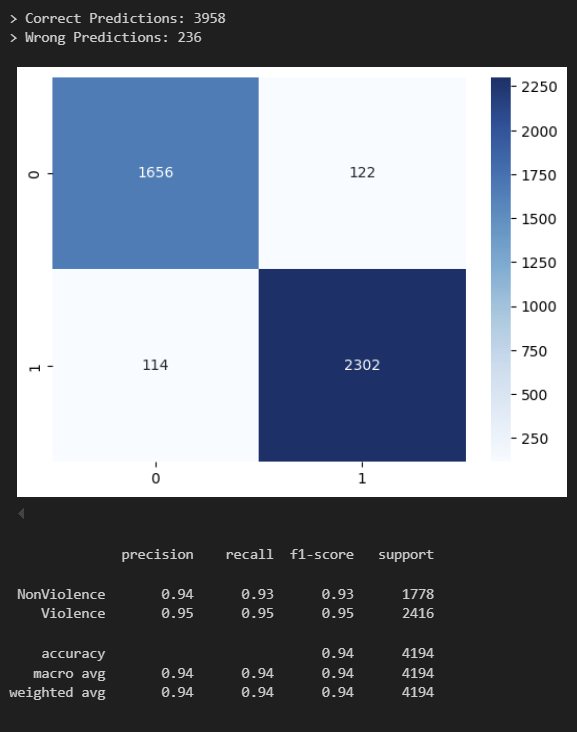 > Correct Predictions: 3958
> Wrong Predictions: 236
0 1656 122
1 114 2302
0 1
2250
2000
1750
1500
1250
1000
750
500
250
precision recall f1-score support
NonViolence 0.94 0.93 0.93 1778
Violence 0.95 0.95 0.95 2416
accuracy 0.94 4194
macro avg 0.94 0.94 0.94 4194
weighted avg 0.94 0.94 0.94 4194